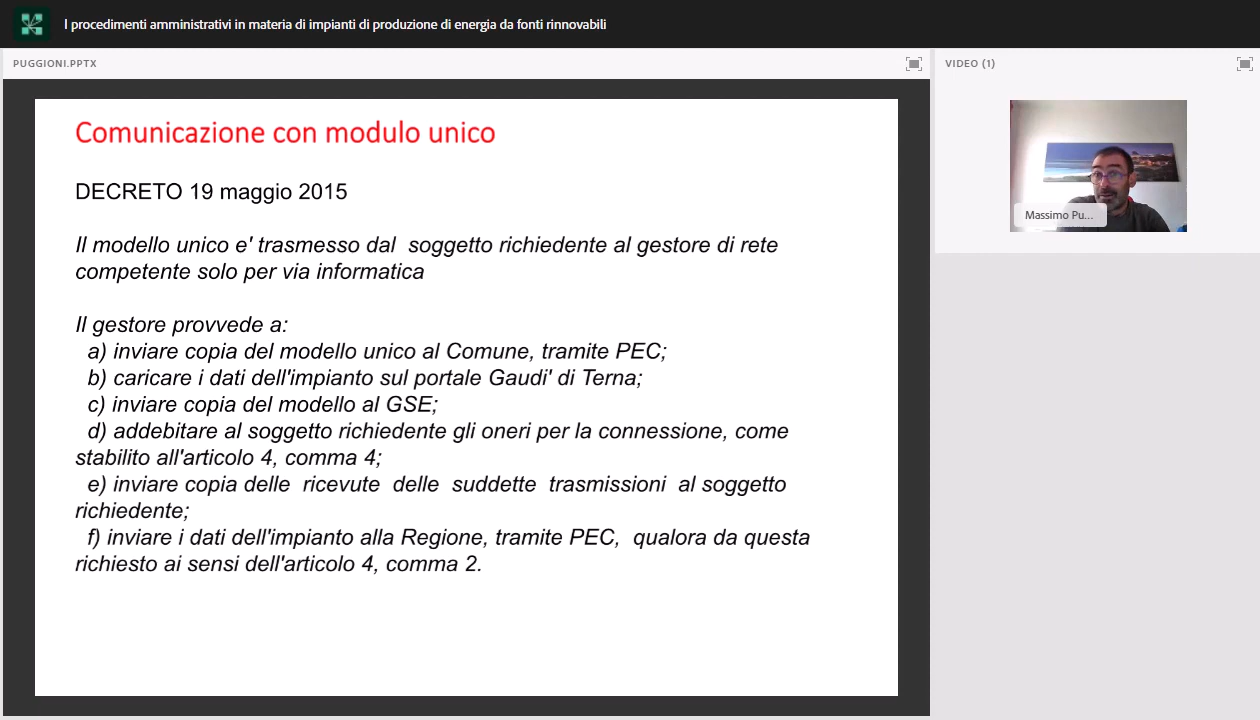 I procedimenti amministrativi in materia di impianti di produzione di energia da fonti rinnovabili
PUGGIONI.PPTX
VIDEO (1)
Comunicazione con modulo unico
DECRETO 19 maggio 2015
Il modello unico e' trasmesso dal  soggetto richiedente al gestore di rete
competente solo per via informatica
Il gestore provvede a:
a) inviare copia del modello unico al Comune, tramite PEC;
b) caricare i dati dell'impianto sul portale Gaudi' di Terna;
c) inviare copia del modello al GSE;
d) addebitare al soggetto richiedente gli oneri per la connessione, come
stabilito all'articolo 4, comma 4;
e) inviare copia delle  ricevute  delle  suddette  trasmissioni  al soggetto
richiedente;
f) inviare i dati dell'impianto alla Regione, tramite PEC,  qualora da questa
richiesto ai sensi dell'articolo 4, comma 2.
Massimo Pu...